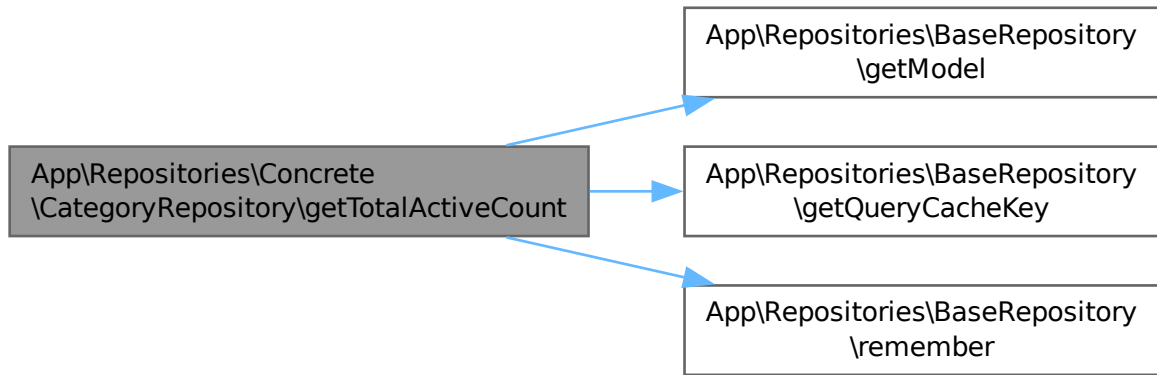 App\Repositories\Concrete
\CategoryRepository\getTotalActiveCount
App\Repositories\BaseRepository
\getModel
App\Repositories\BaseRepository
\getQueryCacheKey
App\Repositories\BaseRepository
\remember